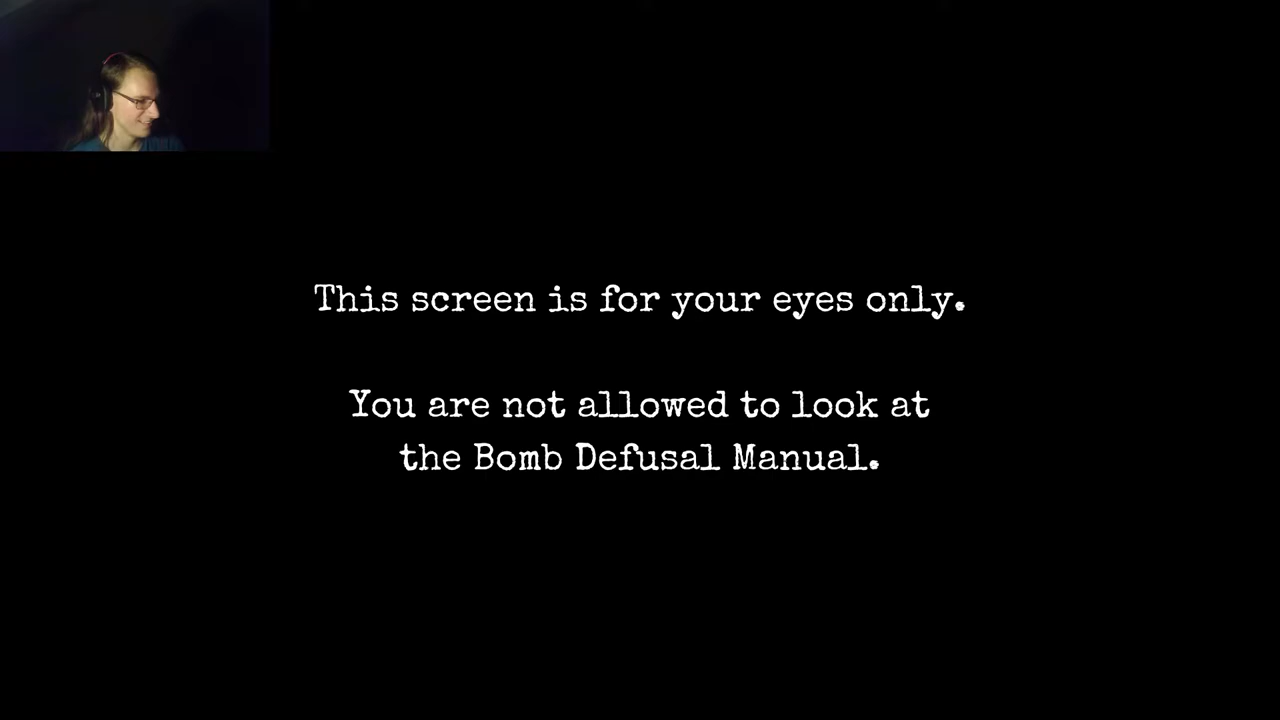 This screen is for your eyes only.
You are not allowed to look at
the Bomb Defusal Manual.